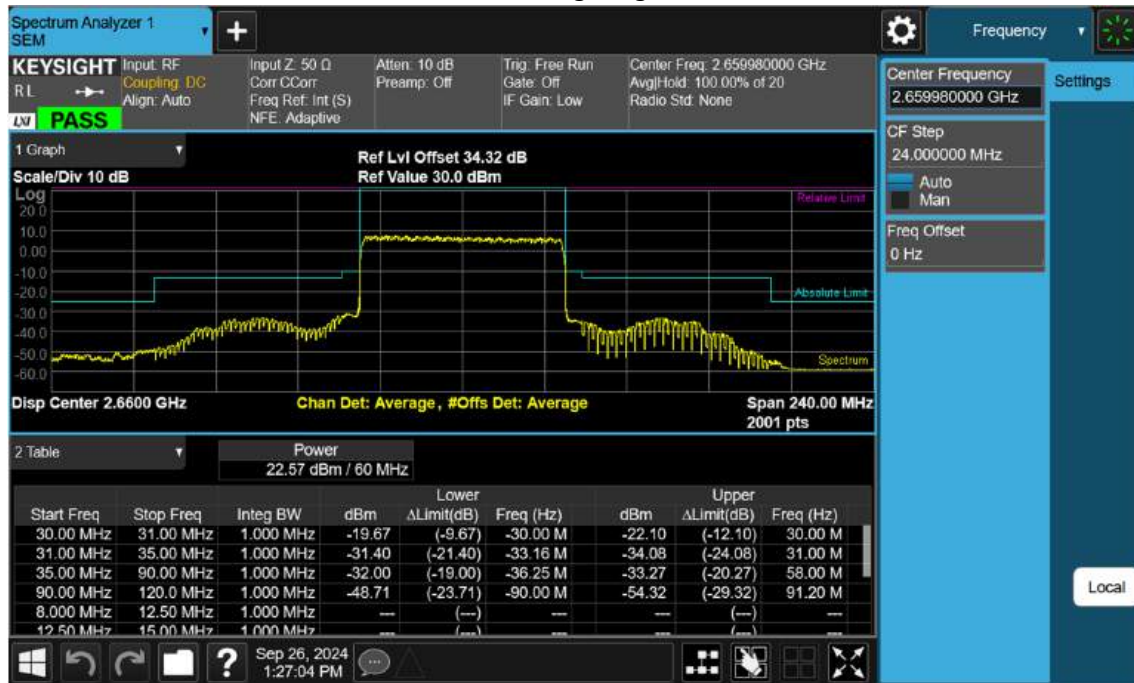 Spectrum Analyzer 1
SEM
Frequency
KEYSIGHT
RL
LXI PASS
Input: RF
Coupling: DC
Align: Auto
Input Z: 50 Ω
Corr CCorr
Freq Ref: Int (S)
NFE: Adaptive
Atten: 10 dB
Preamp: Off
Trig: Free Run
Gate: Off
IF Gain: Low
Center Freq: 2.659980000 GHz
Avg|Hold: 100.00% of 20
Radio Std: None
Center Frequency
2.659980000 GHz
Settings
CF Step
24.000000 MHz
Auto
Man
Freq Offset
0 Hz
Local
1 Graph
Scale/Div 10 dB
Ref Lvl Offset 34.32 dB
Ref Value 30.0 dBm
Log
20.0
10.0
0.00
-10.0
-20.0
-30.0
-40.0
-50.0
-60.0
Relative Limit
Absolute Limit
Spectrum
Disp Center 2.6600 GHz
Chan Det: Average, #Offs Det: Average
Span 240.00 MHz
2001 pts
2 Table
Power
22.57 dBm / 60 MHz
Lower Upper
Start Freq Stop Freq Integ BW dBm ΔLimit(dB) Freq (Hz) dBm ΔLimit(dB) Freq (Hz)
30.00 MHz 31.00 MHz 1.000 MHz -19.67 (-9.67) -30.00 M -22.10 (-12.10) 30.00 M
31.00 MHz 35.00 MHz 1.000 MHz -31.40 (-21.40) -33.16 M -34.08 (-24.08) 31.00 M
35.00 MHz 90.00 MHz 1.000 MHz -32.00 (-19.00) -36.25 M -33.27 (-20.27) 58.00 M
90.00 MHz 120.0 MHz 1.000 MHz -48.71 (-23.71) -90.00 M -54.32 (-29.32) 91.20 M
8.000 MHz 12.50 MHz 1.000 MHz --- (---) --- --- (---) ---
12.50 MHz 15.00 MHz 1.000 MHz --- (---) --- --- (---) ---
? Sep 26, 2024
1:27:04 PM